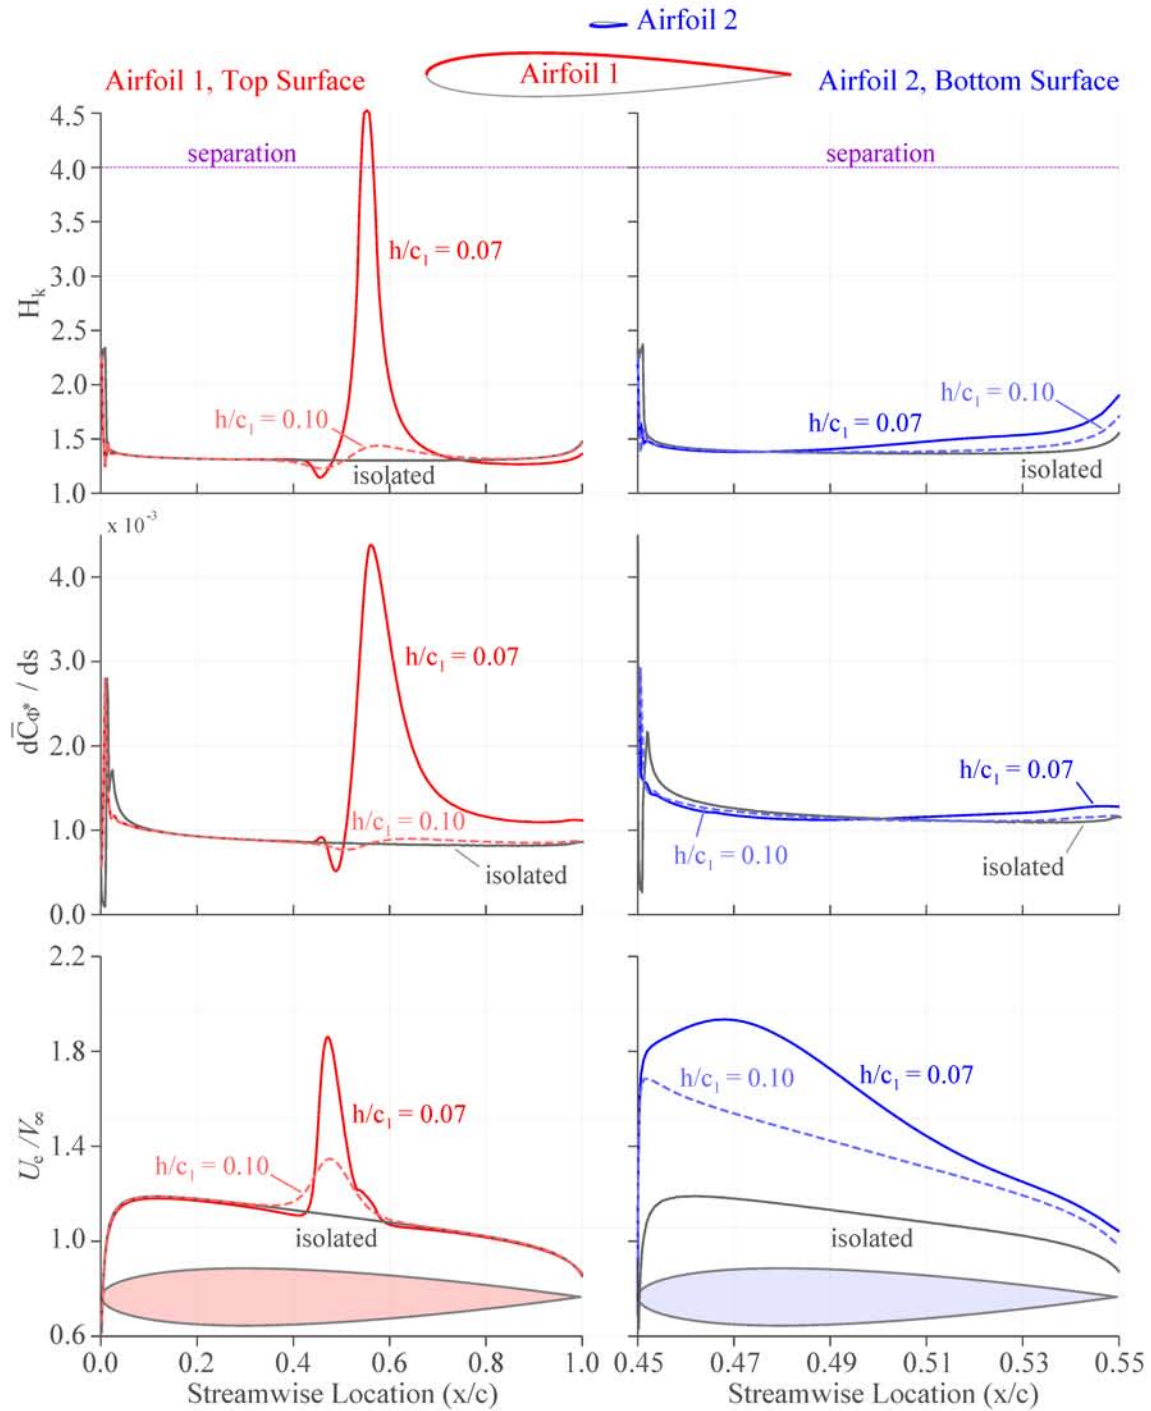 Airfoil 2
Airfoil 1
Airfoil 1, Top Surface
Airfoil 2, Bottom Surface
4.5
4.0
3.5
3.0
2.5
2.0
1.5
1.0
Hk
separation
h/c1 = 0.07
h/c1 = 0.10
isolated
separation
h/c1 = 0.10
h/c1 = 0.07
isolated
x 10-3
4.0
3.0
2.0
1.0
0.0
dC̅Φ* / ds
h/c1 = 0.07
h/c1 = 0.10
isolated
h/c1 = 0.07
h/c1 = 0.10
isolated
2.2
1.8
1.4
1.0
0.6
Ue /V∞
h/c1 = 0.07
h/c1 = 0.10
isolated
h/c1 = 0.10
h/c1 = 0.07
isolated
0.0 0.2 0.4 0.6 0.8 1.0
0.45 0.47 0.49 0.51 0.53 0.55
Streamwise Location (x/c)
Streamwise Location (x/c)